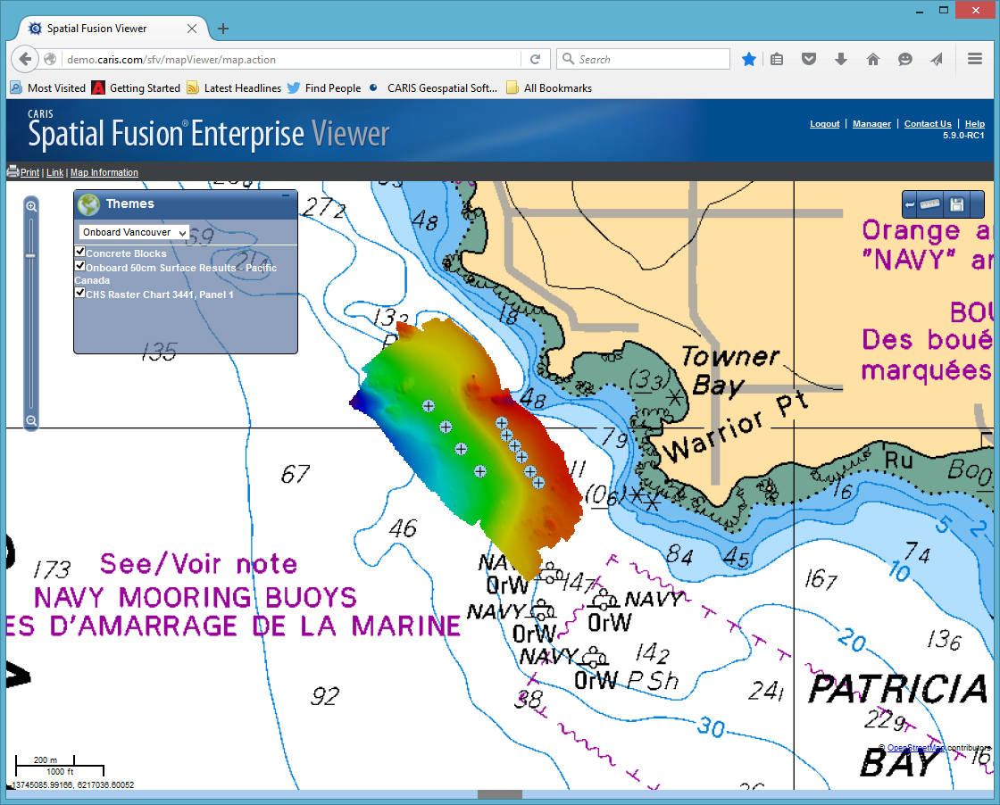 Spatial Fusion Viewer
demo.caris.com/sfv/mapViewer/map.action
Search
Most Visited
Getting Started
Latest Headlines
Find People
CARIS Geospatial Soft...
All Bookmarks
CARIS
Spatial Fusion® Enterprise Viewer
Logout | Manager | Contact Us | Help
5.9.0-RC1
Print | Link | Map Information
Themes
Onboard Vancouver
Concrete Blocks
Onboard 50cm Surface Results - Pacific
Canada
CHS Raster Chart 3441, Panel 1
27₂
48
69
Orange
"NAVY"
18
13₂
135
BOU
Des boué
marquées
Towner
Bay
(3₃)
48
Warrior Pt
7₉
Ru
67
11
(0₆)
16
Boo
46
5
2
84
45
7₄
10
173
See/Voir note
NAVY MOORING BUOYS
ES D'AMARRAGE DE LA MARINE
OrW
14₇
16₇
NAVY
OrW
NAVY
OrW
20
13₆
NAVY
OrW
14₂
P Sh
92
38
24₁
PATRICIA
22₉
30
© OpenStreetMap contributors
BAY
200 m
1000 ft
13745085.99166, 6217036.60052